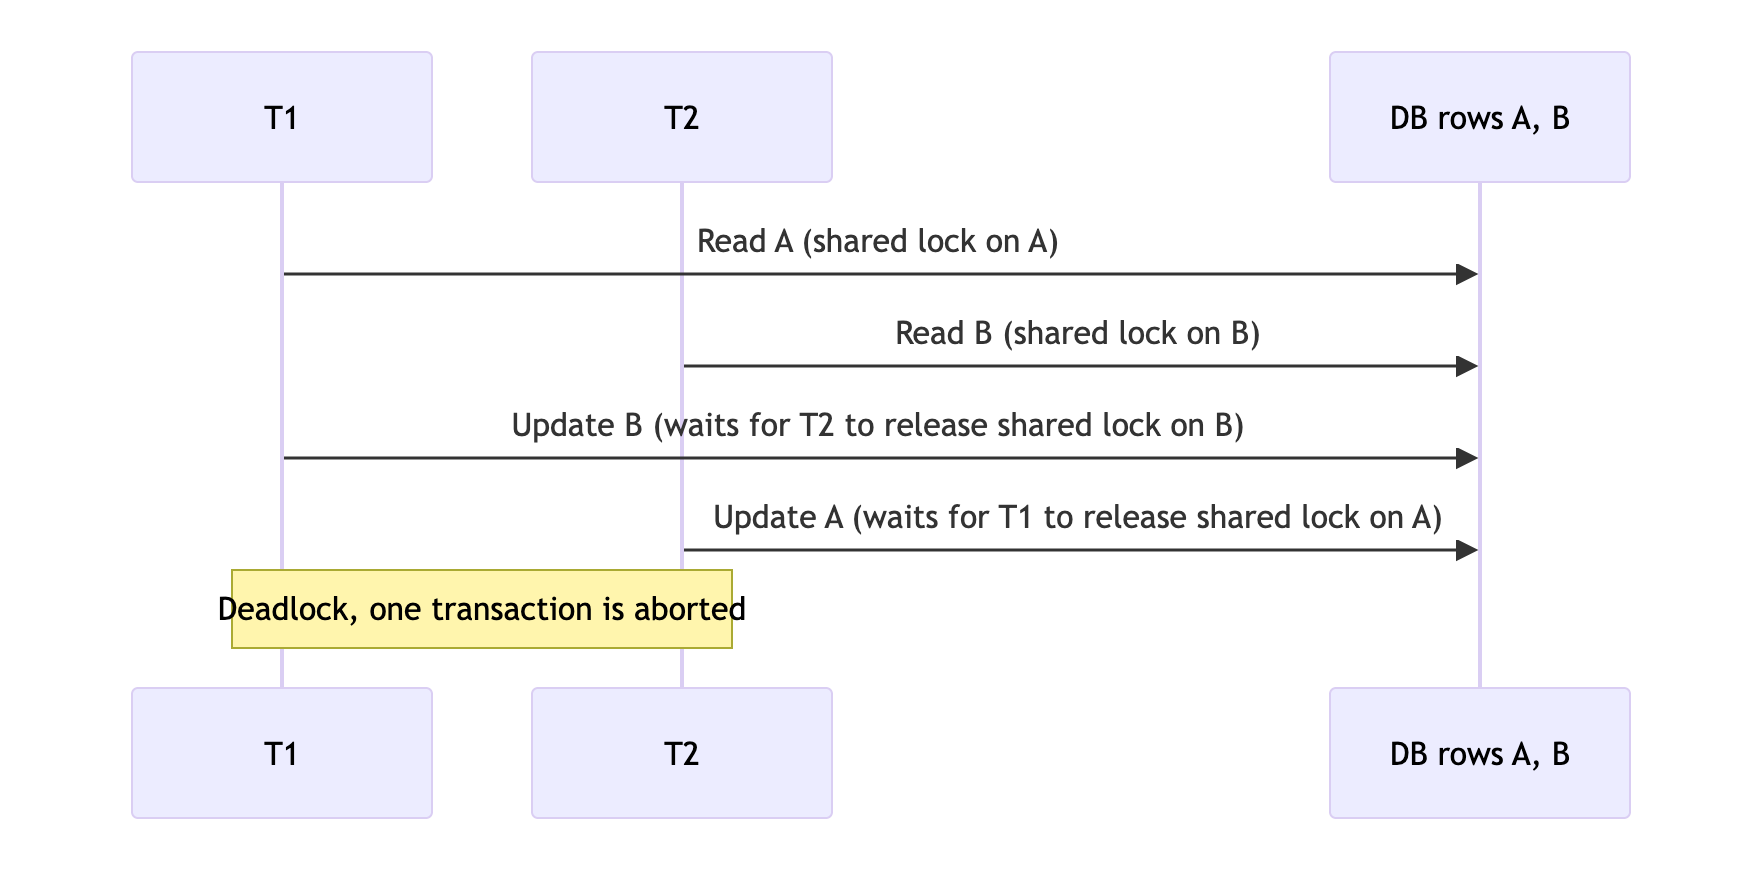 T1
T2
DB rows A, B
Read A (shared lock on A)
Read B (shared lock on B)
Update B (waits for T2 to release shared lock on B)
Update A (waits for T1 to release shared lock on A)
Deadlock, one transaction is aborted
T1
T2
DB rows A, B